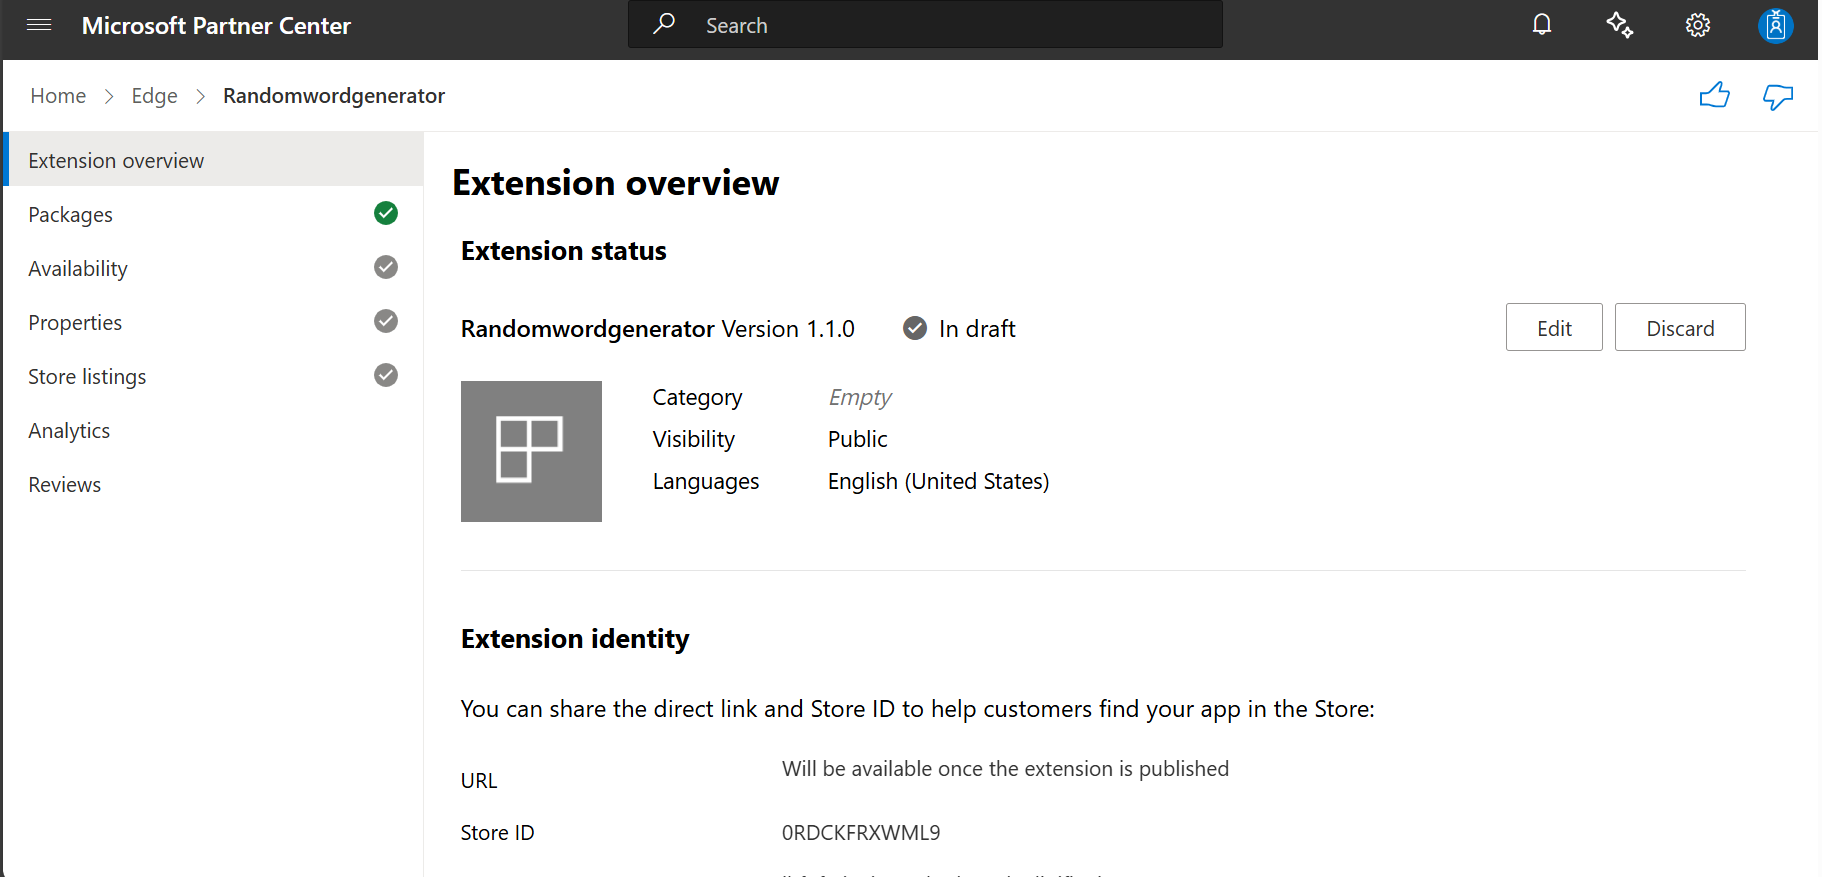 Microsoft Partner Center
Search
Home > Edge > Randomwordgenerator
Extension overview
Packages
Availability
Properties
Store listings
Analytics
Reviews
Extension overview
Extension status
Randomwordgenerator Version 1.1.0 In draft
Edit
Discard
Category Empty
Visibility Public
Languages English (United States)
Extension identity
You can share the direct link and Store ID to help customers find your app in the Store:
URL Will be available once the extension is published
Store ID 0RDCKFRXWML9